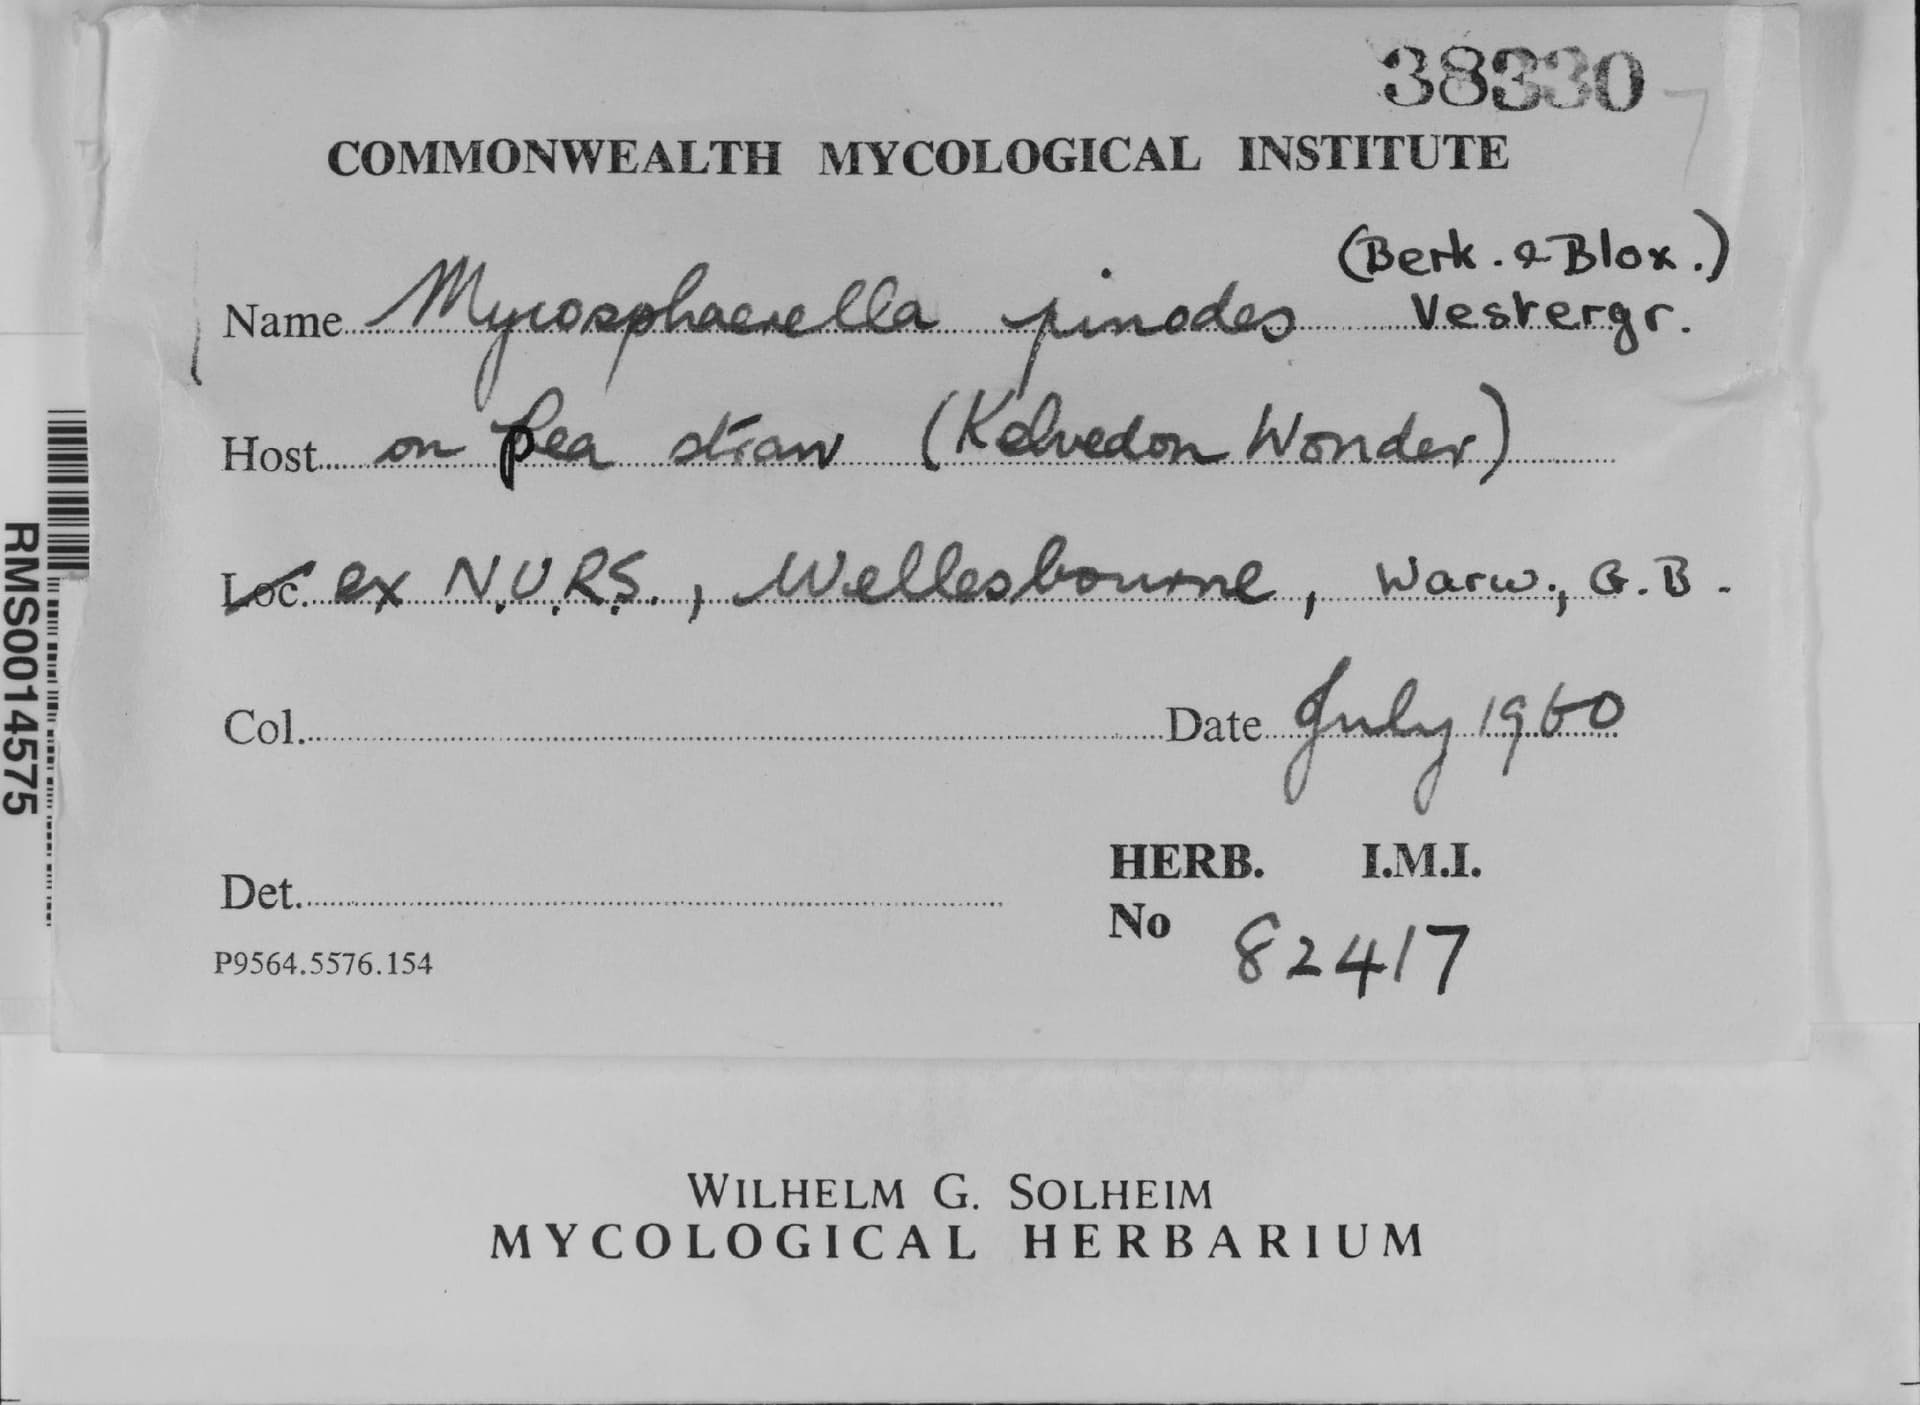 38330
COMMONWEALTH MYCOLOGICAL INSTITUTE
(Berk. & Blox.)
Name Mycosphaerella pinodes Vestergr.
Host on Pea straw (Kelvedon Wonder)
Loc. ex N.V.R.S., Wellesbourne, Warw., G.B.
Col. Date July 1960
Det.
HERB. I.M.I.
No 82417
P9564.5576.154
RMS0014575
WILHELM G. SOLHEIM
MYCOLOGICAL HERBARIUM